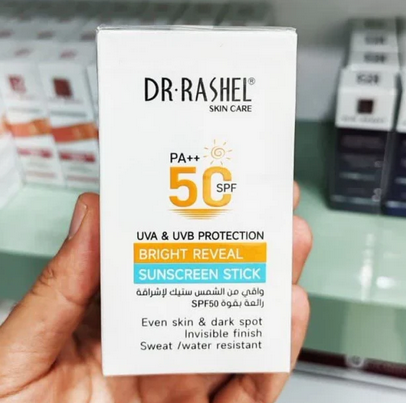 DR·RASHEL®
SKIN CARE
PA++
50 SPF
UVA & UVB PROTECTION
BRIGHT REVEAL
SUNSCREEN STICK
واقي من الشمس ستيك لإشراقة
رائعة بقوة SPF50
Even skin & dark spot
Invisible finish
Sweat /water resistant